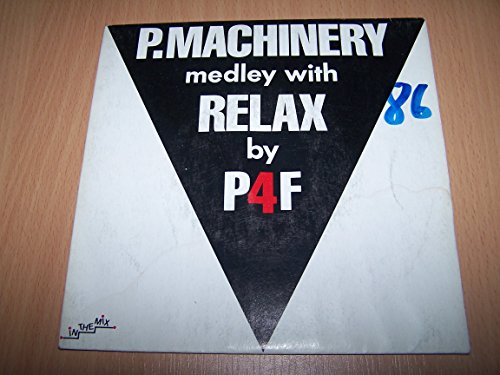 P.MACHINERY
medley with
RELAX
86
by
P4F
IN THE MIX